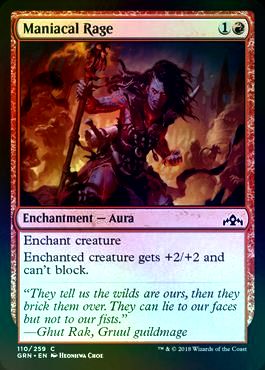 Maniacal Rage 1
Enchantment — Aura
Enchant creature
Enchanted creature gets +2/+2 and
can't block.
"They tell us the wilds are ours, then they
brick them over. They can lie to our faces
but not to our fists."
—Ghut Rak, Gruul guildmage
110/259 C
GRN • EN Heonhwa Choe
™ & © 2018 Wizards of the Coast